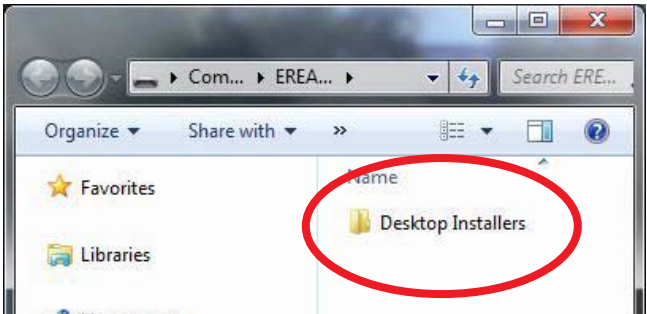 Com... EREA...
Search ERE...
Organize Share with »
Name
Favorites
Desktop Installers
Libraries